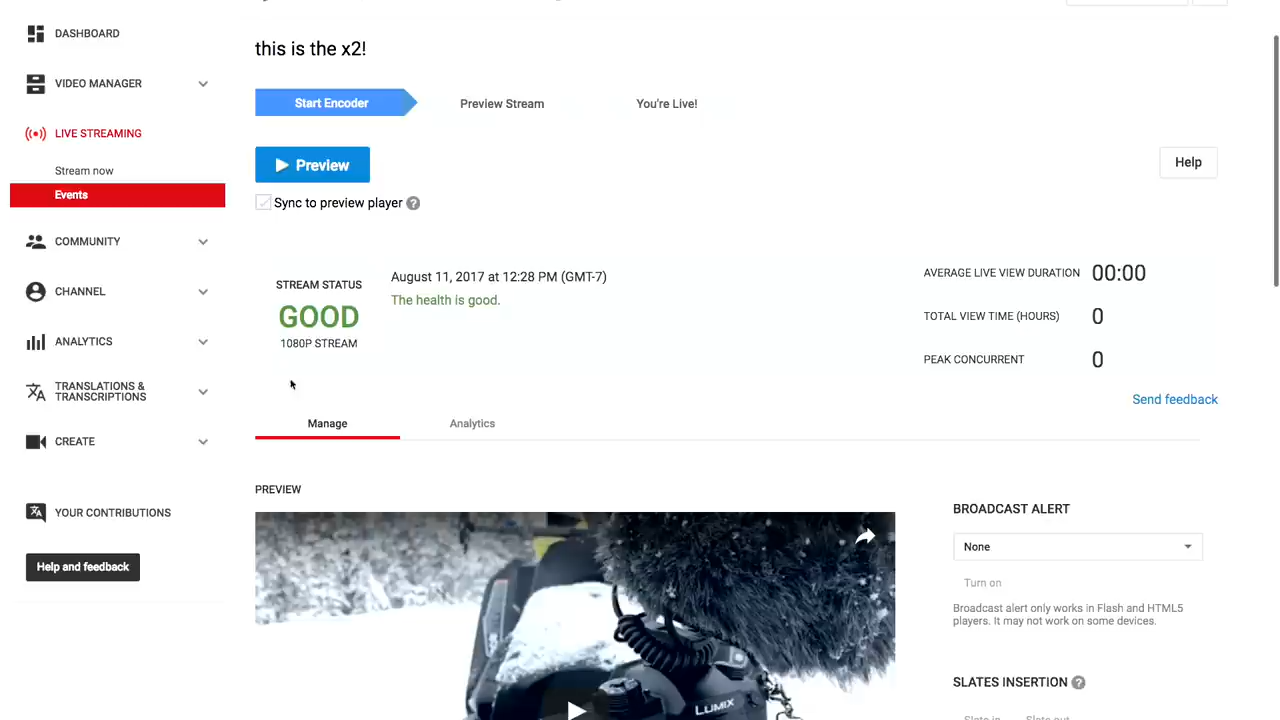 DASHBOARD
VIDEO MANAGER
LIVE STREAMING
Stream now
Events
COMMUNITY
CHANNEL
ANALYTICS
TRANSLATIONS &
TRANSCRIPTIONS
CREATE
YOUR CONTRIBUTIONS
Help and feedback
this is the x2!
Start Encoder
Preview Stream
You're Live!
Preview
Help
Sync to preview player ?
STREAM STATUS
GOOD
1080P STREAM
August 11, 2017 at 12:28 PM (GMT-7)
The health is good.
AVERAGE LIVE VIEW DURATION 00:00
TOTAL VIEW TIME (HOURS) 0
PEAK CONCURRENT 0
Send feedback
Manage
Analytics
PREVIEW
LUMIX
BROADCAST ALERT
None
Turn on
Broadcast alert only works in Flash and HTML5
players. It may not work on some devices.
SLATES INSERTION ?
Slate in Slate out